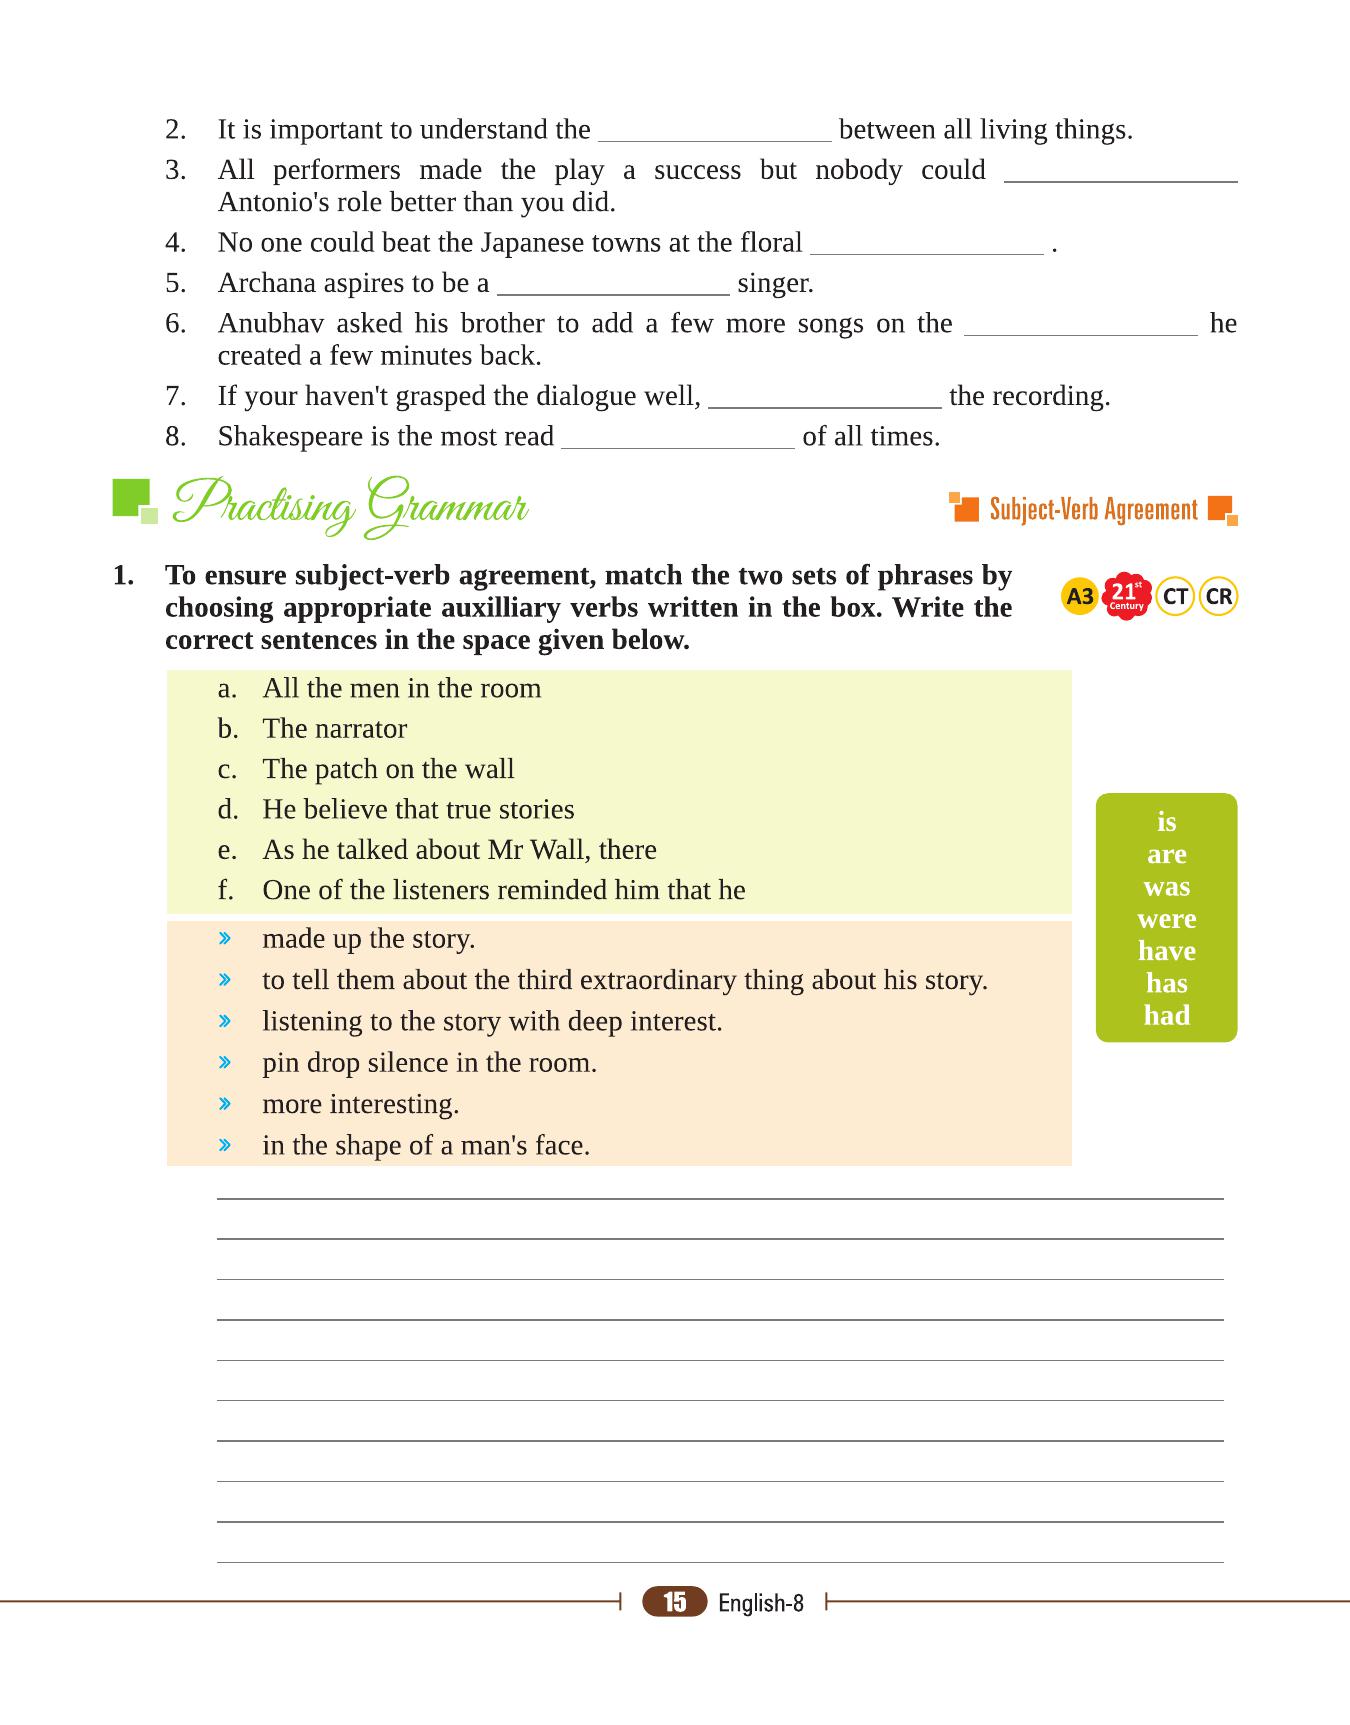 2. It is important to understand the ________________ between all living things.
3. All performers made the play a success but nobody could ________________
Antonio's role better than you did.
4. No one could beat the Japanese towns at the floral ________________ .
5. Archana aspires to be a ________________ singer.
6. Anubhav asked his brother to add a few more songs on the ________________ he
created a few minutes back.
7. If your haven't grasped the dialogue well, ________________ the recording.
8. Shakespeare is the most read ________________ of all times.
Practising Grammar
Subject-Verb Agreement
1. To ensure subject-verb agreement, match the two sets of phrases by
choosing appropriate auxilliary verbs written in the box. Write the
correct sentences in the space given below.
A3 21st Century CT CR
a. All the men in the room
b. The narrator
c. The patch on the wall
d. He believe that true stories
e. As he talked about Mr Wall, there
f. One of the listeners reminded him that he
» made up the story.
» to tell them about the third extraordinary thing about his story.
» listening to the story with deep interest.
» pin drop silence in the room.
» more interesting.
» in the shape of a man's face.
is
are
was
were
have
has
had
15 English-8